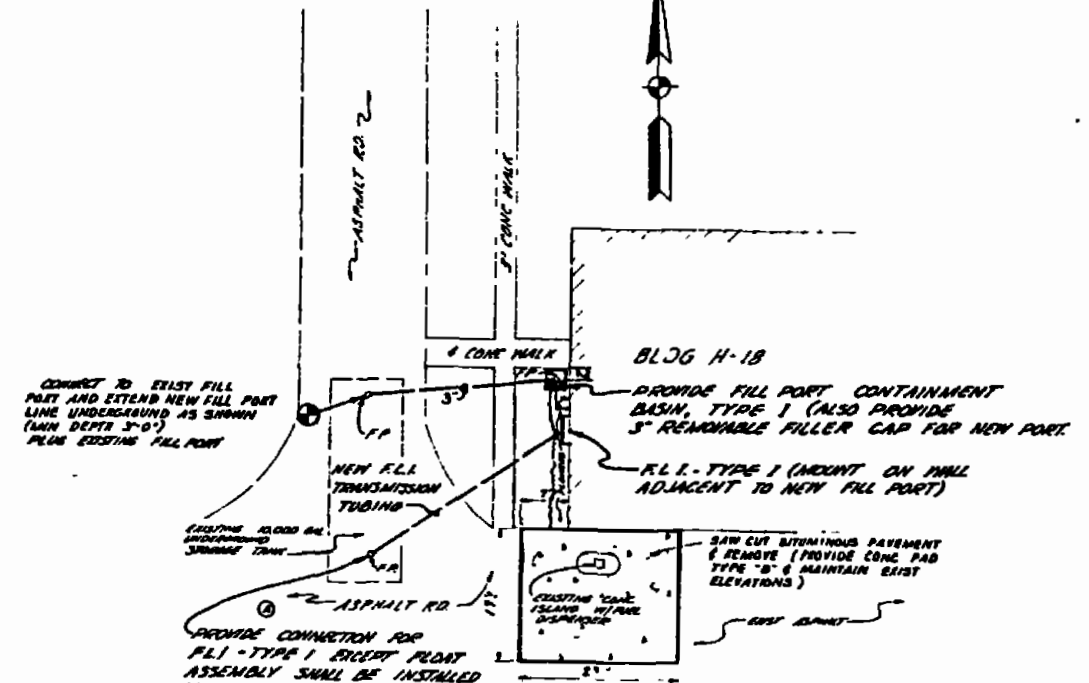 ASPHALT RD.
5' CONC WALK
4 CONC WALK
BLDG H-18
CONNECT TO EXIST FILL
PORT AND EXTEND NEW FILL PORT
LINE UNDERGROUND AS SHOWN
(MIN DEPTH 3'-0")
PLUG EXISTING FILL PORT
3"
FP
PROVIDE FILL PORT CONTAINMENT
BASIN, TYPE I (ALSO PROVIDE
3" REMOVABLE FILLER CAP FOR NEW PORT.
F.L.I. - TYPE I (MOUNT ON WALL
ADJACENT TO NEW FILL PORT)
NEW F.L.I.
TRANSMISSION
TUBING
EXISTING 10,000 GAL
UNDERGROUND
STORAGE TANK
FR
SAW CUT BITUMINOUS PAVEMENT
& REMOVE (PROVIDE CONC PAD
TYPE "B" & MAINTAIN EXIST
ELEVATIONS)
EXISTING CONC
ISLAND W/ FUEL
DISPENSER
A
ASPHALT RD.
EXIST ASPHALT
PROVIDE CONNECTION FOR
F.L.I. - TYPE I EXCEPT FLOAT
ASSEMBLY SHALL BE INSTALLED